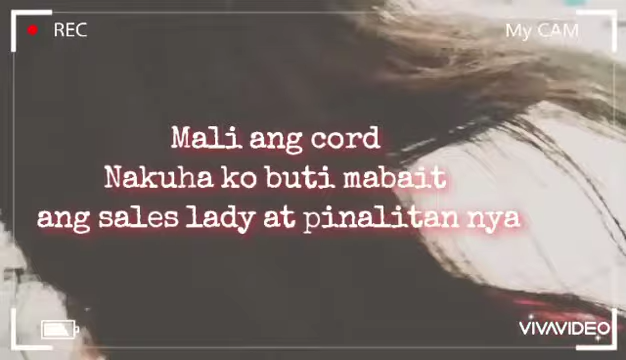 REC
My CAM
Mali ang cord
Nakuha ko buti mabait
ang sales lady at pinalitan nya
VIVAVIDEO